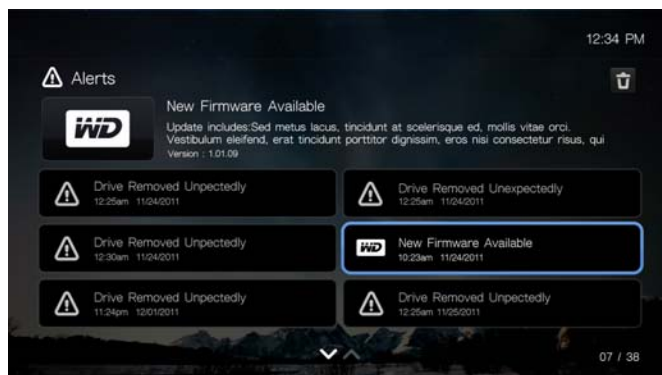 12:34 PM
Alerts
WD
New Firmware Available
Update includes:Sed metus lacus, tincidunt at scelerisque ed, mollis vitae orci.
Vestibulum eleifend, erat tincidunt porttitor dignissim, eros nisi consectetur risus, qui
Version : 1.01.09
Drive Removed Unpectedly
12:25am 11/24/2011
Drive Removed Unexpectedly
12:25am 11/24/2011
Drive Removed Unpectedly
12:30am 11/24/2011
WD
New Firmware Available
10:23am 11/24/2011
Drive Removed Unpectedly
11:24pm 12/01/2011
Drive Removed Unpectedly
12:25am 11/25/2011
07 / 38